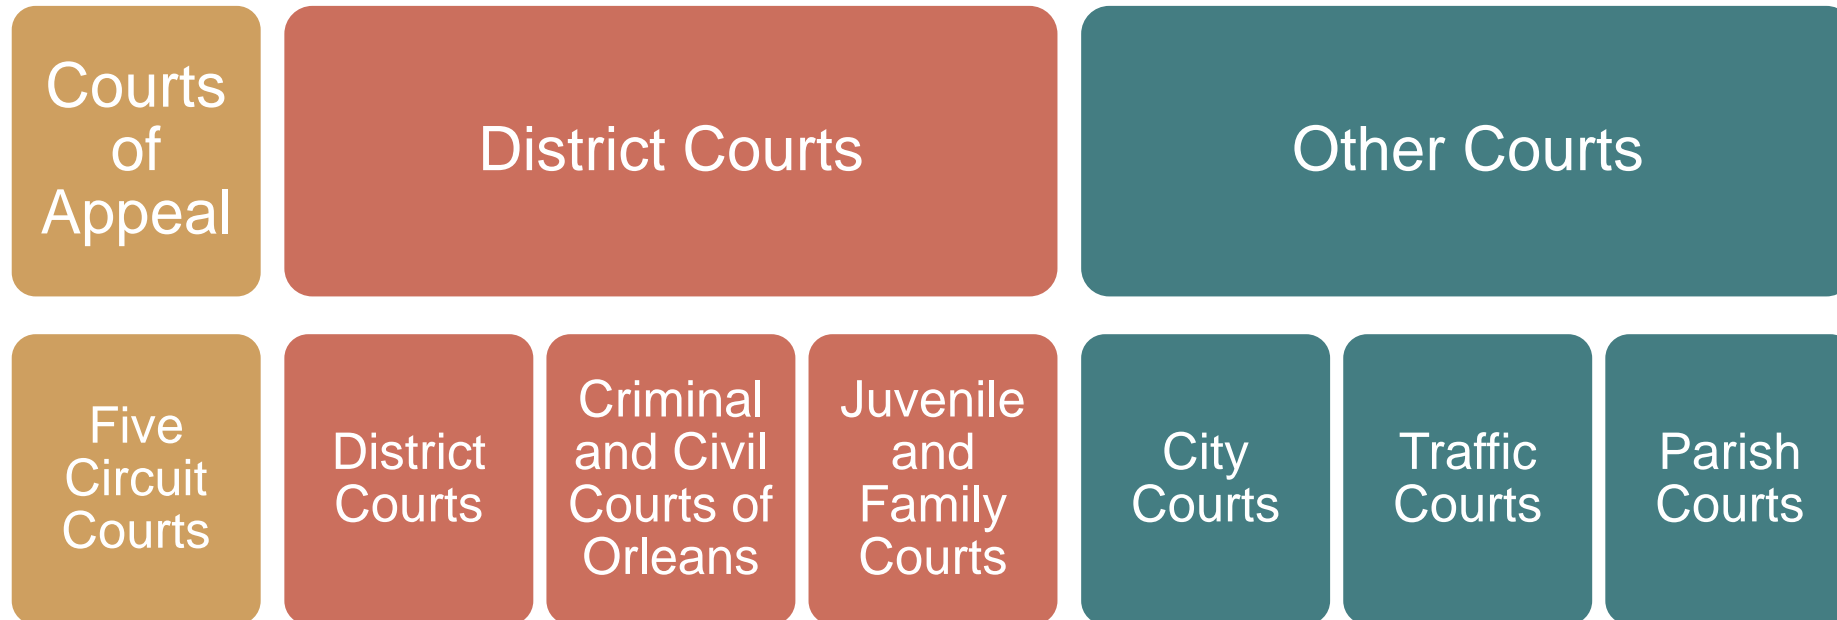 Courts
of
Appeal
District Courts
Other Courts
Five
Circuit
Courts
District
Courts
Criminal
and Civil
Courts of
Orleans
Juvenile
and
Family
Courts
City
Courts
Traffic
Courts
Parish
Courts